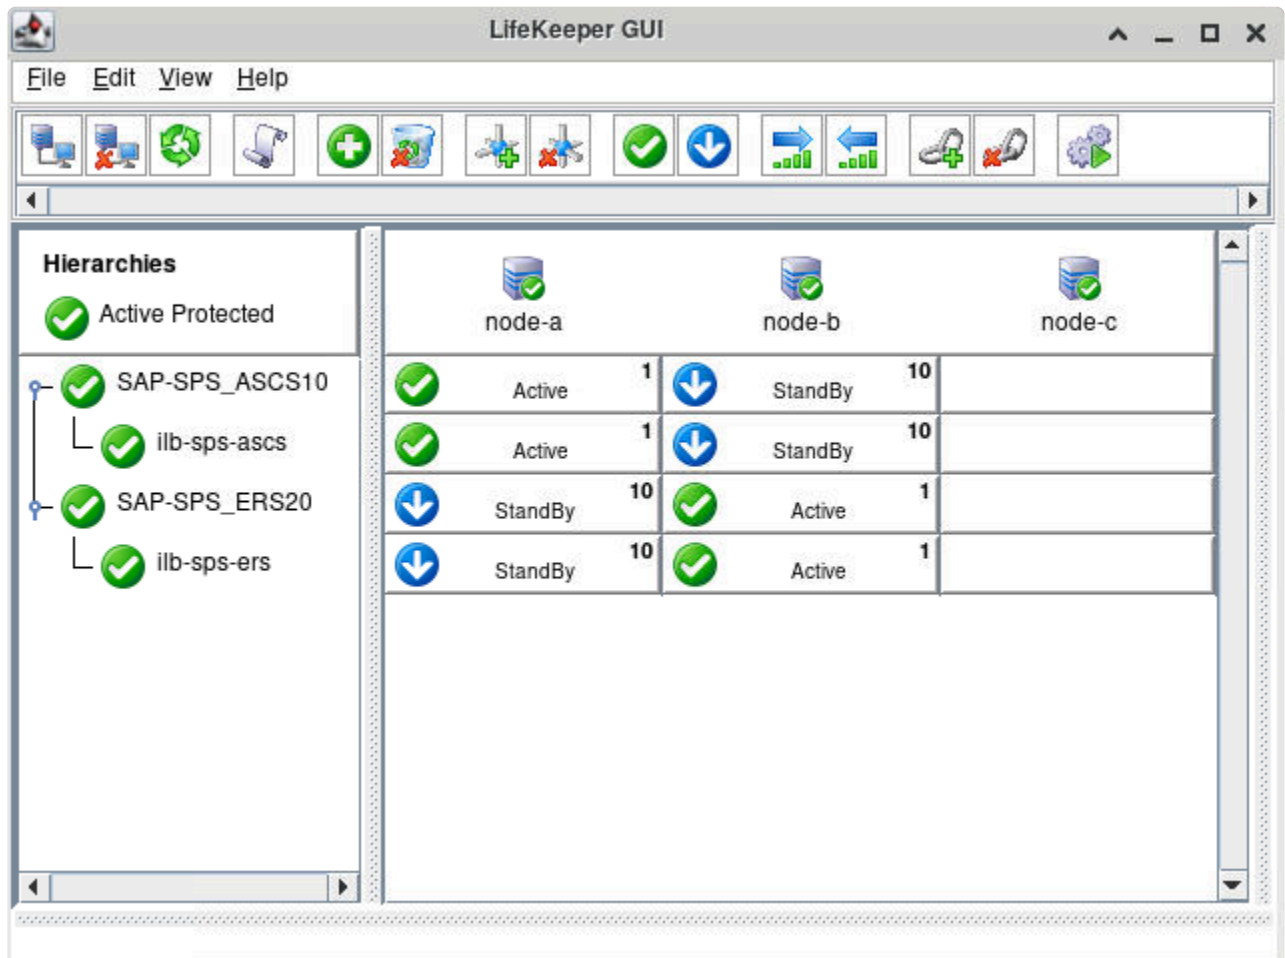 LifeKeeper GUI
File Edit View Help
Hierarchies
Active Protected
node-a node-b node-c
SAP-SPS_ASCS10 Active 1 StandBy 10
ilb-sps-ascs Active 1 StandBy 10
SAP-SPS_ERS20 StandBy 10 Active 1
ilb-sps-ers StandBy 10 Active 1